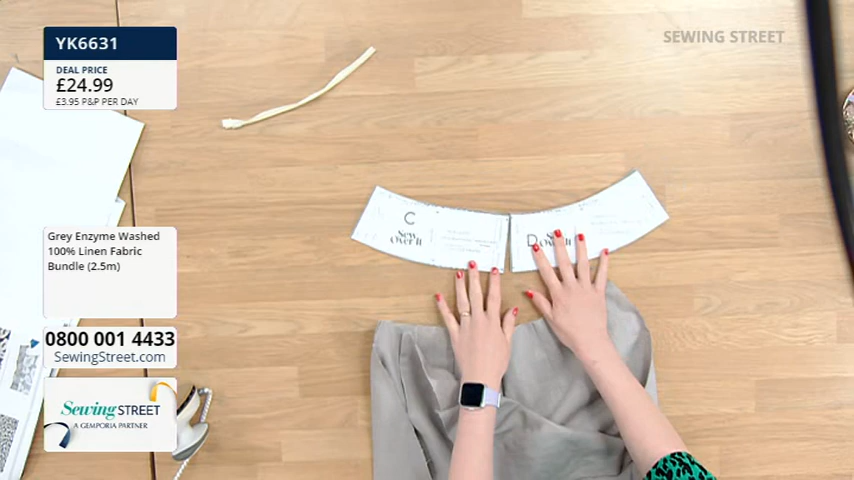 YK6631
DEAL PRICE
£24.99
£3.95 P&P PER DAY
SEWING STREET
Grey Enzyme Washed
100% Linen Fabric
Bundle (2.5m)
0800 001 4433
SewingStreet.com
Sewing STREET
A GEMPORIA PARTNER
C
Sew
Over It
D